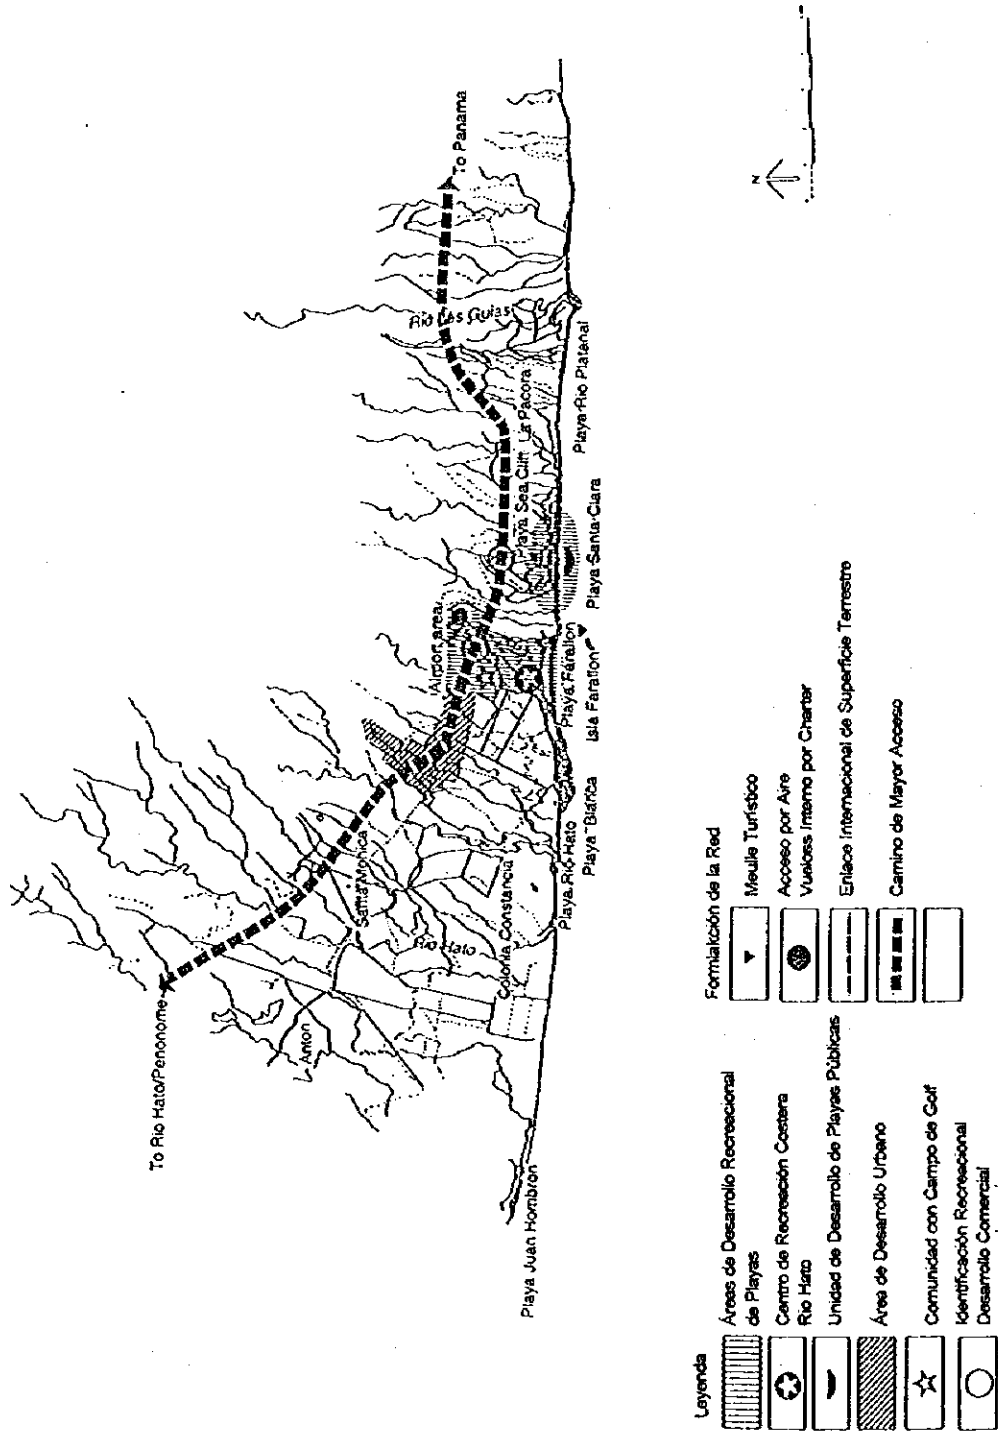 To Rio Hato/Penonome
To Panama
Rio Las Guias
Airport area
Santa Monica
Anton
Rio Hato
Colonia Constancia
Playa Sea Cliff
La Pacora
Playa Juan Hombron
Playa Rio Hato
Playa Blanca
Playa Farallon
Isla Farallon
Playa Santa Clara
Playa Rio Platanal
N
Leyenda
Áreas de Desarrollo Recreacional
de Playas
Centro de Recreación Costera
Rio Hato
Unidad de Desarrollo de Playas Públicas
Área de Desarrollo Urbano
Comunidad con Campo de Golf
Identificación Recreacional
Desarrollo Comercial
Formlakción de la Red
Meulle Turístico
Acceso por Aire
Vueloss Interno por Charter
Enlace Internacional de Superficie Terrestre
Camino de Mayor Acceso